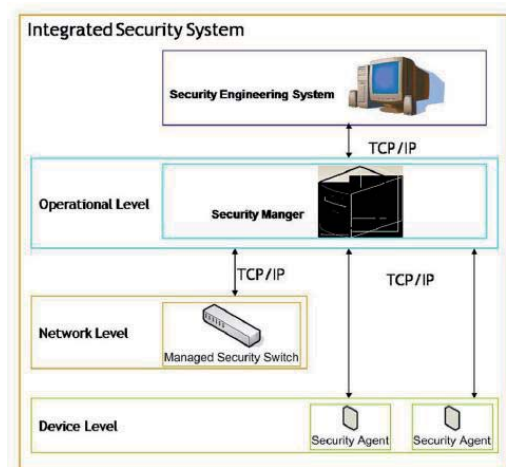 Integrated Security System
Security Engineering System
TCP/IP
Operational Level
Security Manger
TCP/IP
TCP/IP
Network Level
Managed Security Switch
Device Level
Security Agent
Security Agent